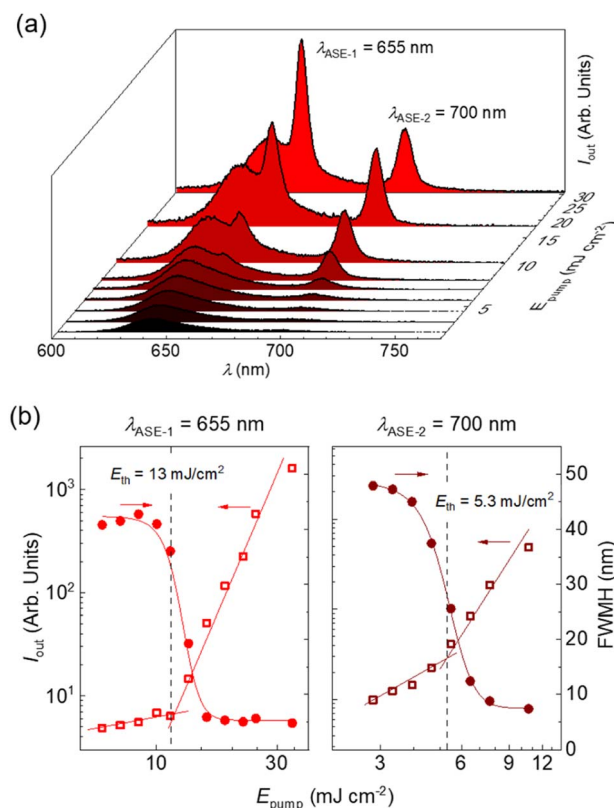 (a)
λASE-1 = 655 nm
λASE-2 = 700 nm
Iout (Arb. Units)
30
25
20
15
10
5
Epump (mJ cm-2)
600 650 700 750
λ (nm)
(b)
λASE-1 = 655 nm λASE-2 = 700 nm
Eth = 13 mJ/cm2
Eth = 5.3 mJ/cm2
Iout (Arb. Units)
103
102
101
50
40
30
20
10
0
FWMH (nm)
10 30 3 6 9 12
Epump (mJ cm-2)